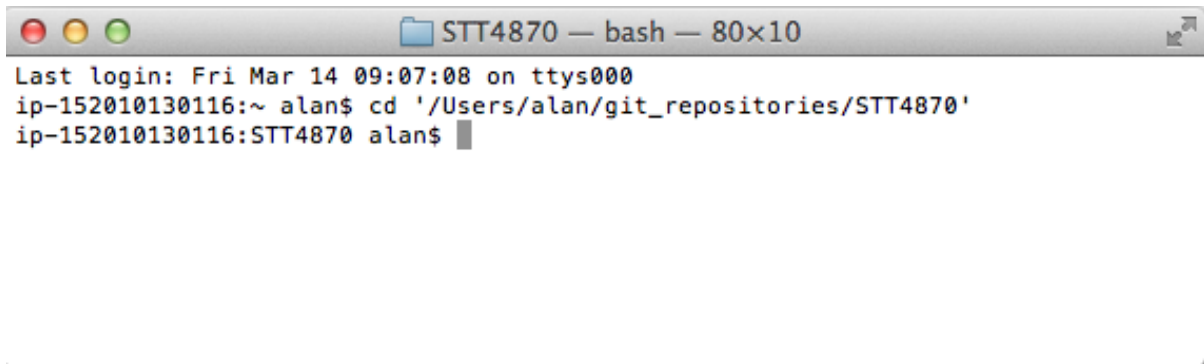 STT4870 — bash — 80×10
Last login: Fri Mar 14 09:07:08 on ttys000
ip-152010130116:~ alan$ cd '/Users/alan/git_repositories/STT4870'
ip-152010130116:STT4870 alan$